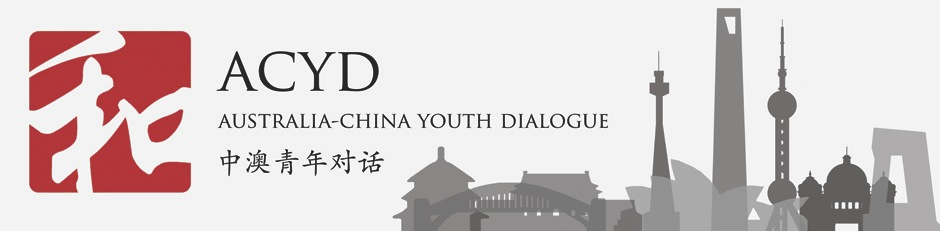 和
ACYD
AUSTRALIA-CHINA YOUTH DIALOGUE
中澳青年对话